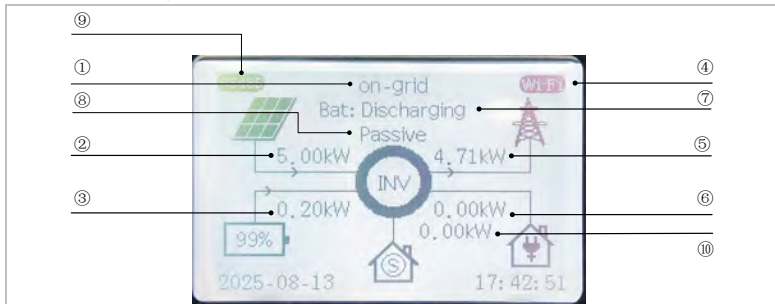 ⑨
① on-grid Wi-Fi ④
Bat: Discharging ⑦
⑧ Passive
② 5.00kW 4.71kW ⑤
INV
③ 0.20kW 0.00kW ⑥
0.00kW ⑩
99%
S
2025-08-13 17:42:51